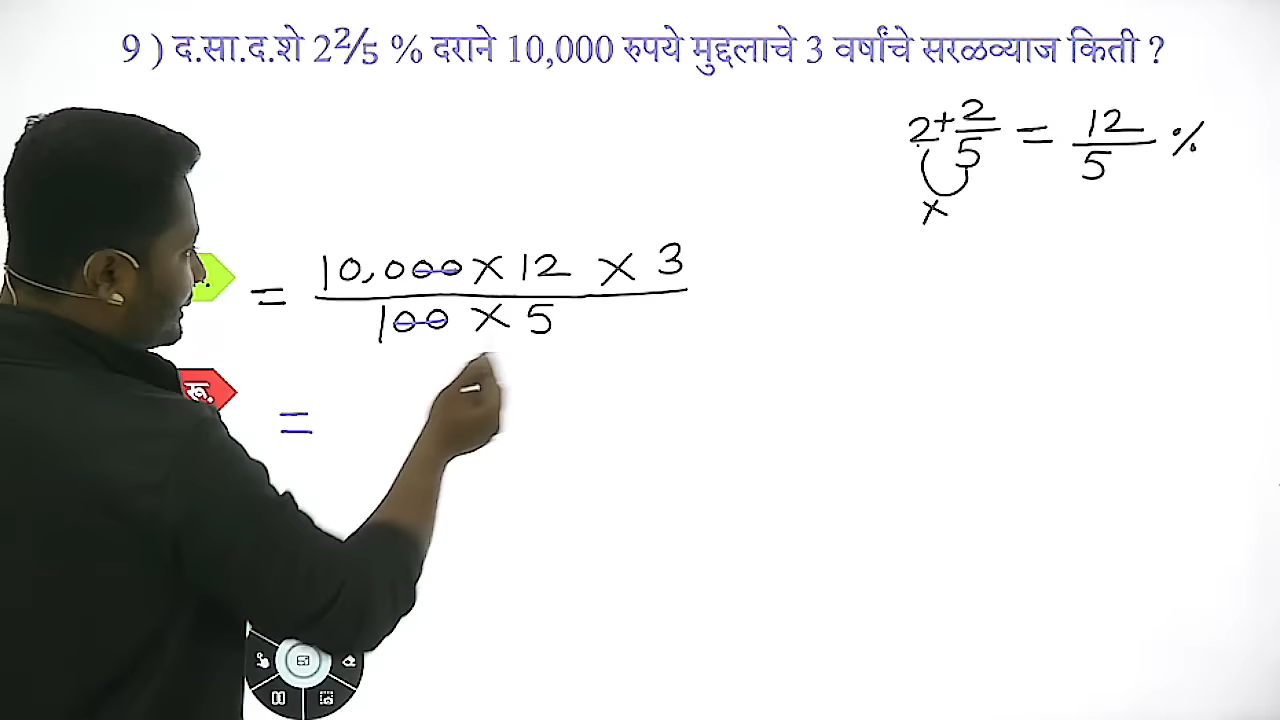 9 ) द.सा.द.शे 2²⁄5 % दराने 10,000 रुपये मुद्दलाचे 3 वर्षांचे सरळव्याज किती ?
2 + 2/5 = 12/5 %
×
= 10,000 × 12 × 3
100 × 5
रू.
=